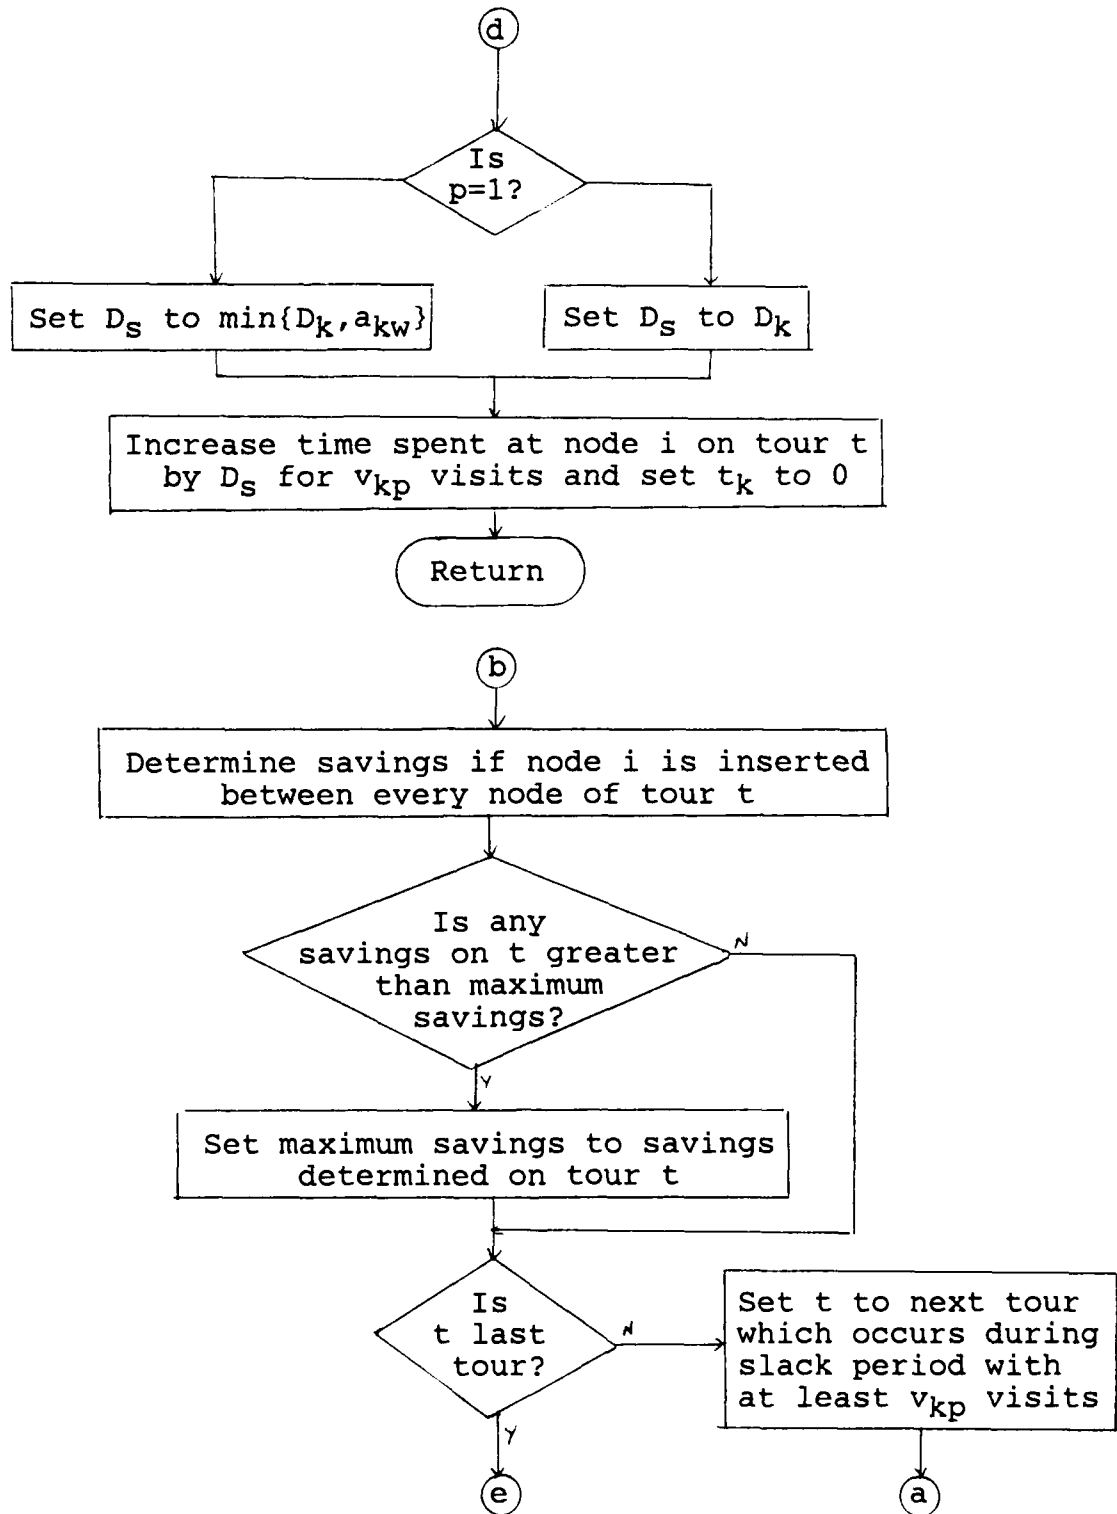 d
Is
p=1?
Set Ds to min{Dk,akw}
Set Ds to Dk
Increase time spent at node i on tour t
by Ds for vkp visits and set tk to 0
Return
b
Determine savings if node i is inserted
between every node of tour t
Is any
savings on t greater
than maximum
savings?
N
Y
Set maximum savings to savings
determined on tour t
Is
t last
tour?
N
Y
Set t to next tour
which occurs during
slack period with
at least vkp visits
e
a